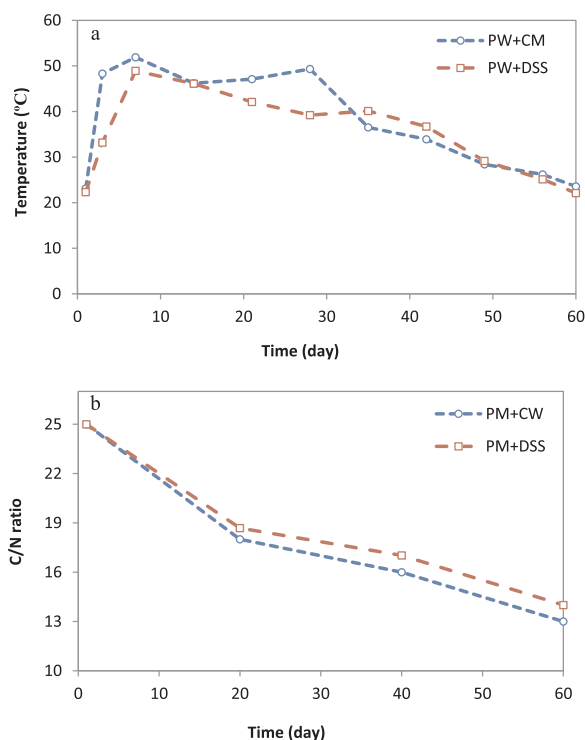 60
a
PW+CM
50
PW+DSS
40
Temperature (ºC)
30
20
10
0
0 10 20 30 40 50 60
Time (day)
b
PM+CW
25
PM+DSS
22
19
C/N ratio
16
13
10
0 10 20 30 40 50 60
Time (day)